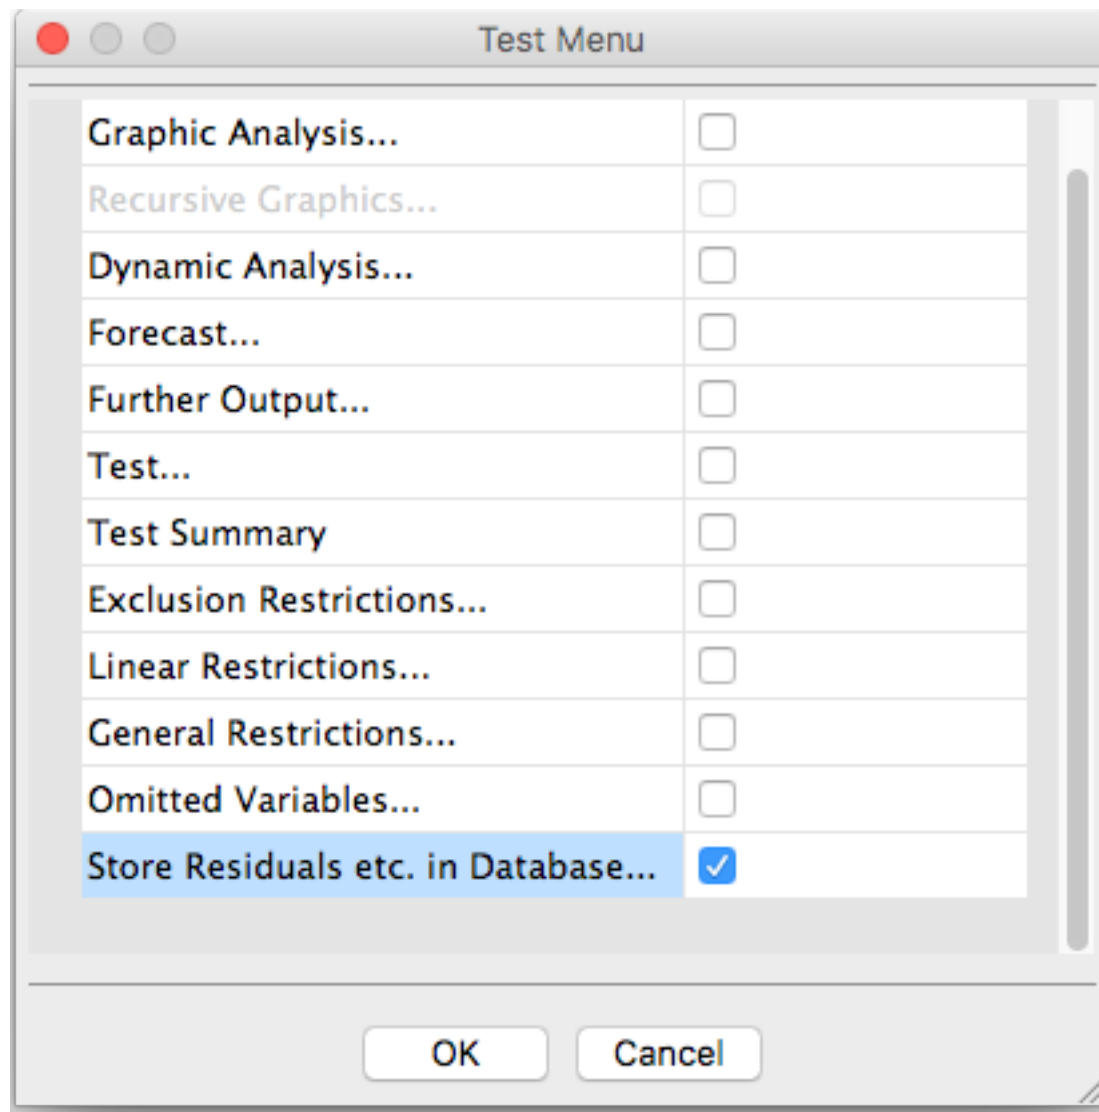 Test Menu
Graphic Analysis...
Recursive Graphics...
Dynamic Analysis...
Forecast...
Further Output...
Test...
Test Summary
Exclusion Restrictions...
Linear Restrictions...
General Restrictions...
Omitted Variables...
Store Residuals etc. in Database...
OK Cancel